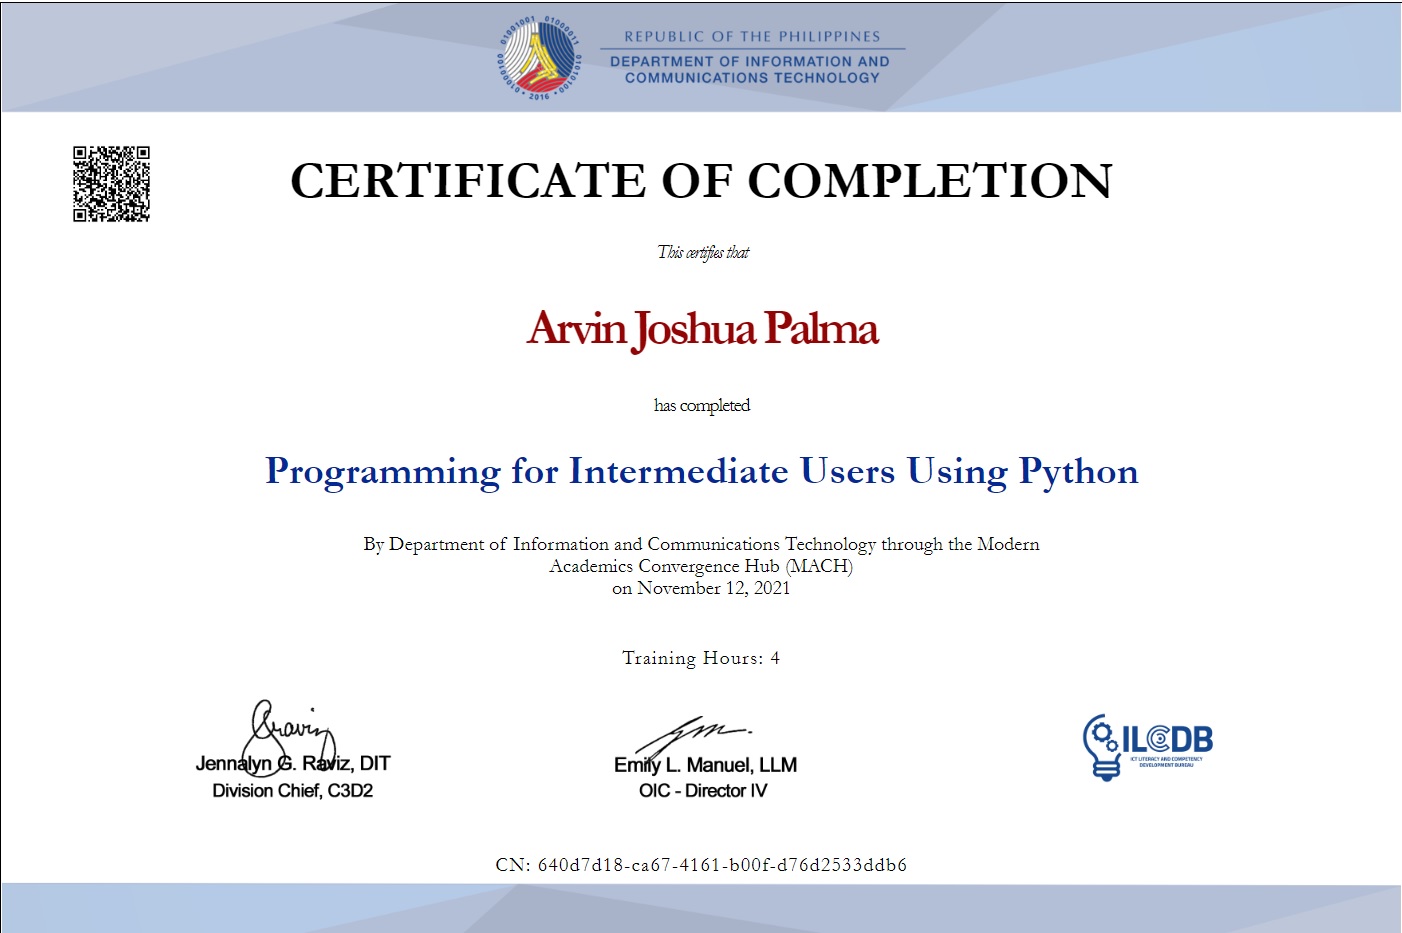 REPUBLIC OF THE PHILIPPINES
DEPARTMENT OF INFORMATION AND
COMMUNICATIONS TECHNOLOGY
2016
CERTIFICATE OF COMPLETION
This certifies that
Arvin Joshua Palma
has completed
Programming for Intermediate Users Using Python
By Department of Information and Communications Technology through the Modern
Academics Convergence Hub (MACH)
on November 12, 2021
Training Hours: 4
Jennalyn G. Raviz, DIT
Division Chief, C3D2
Emily L. Manuel, LLM
OIC - Director IV
ILCDB
ICT LITERACY AND COMPETENCY
DEVELOPMENT BUREAU
CN: 640d7d18-ca67-4161-b00f-d76d2533ddb6